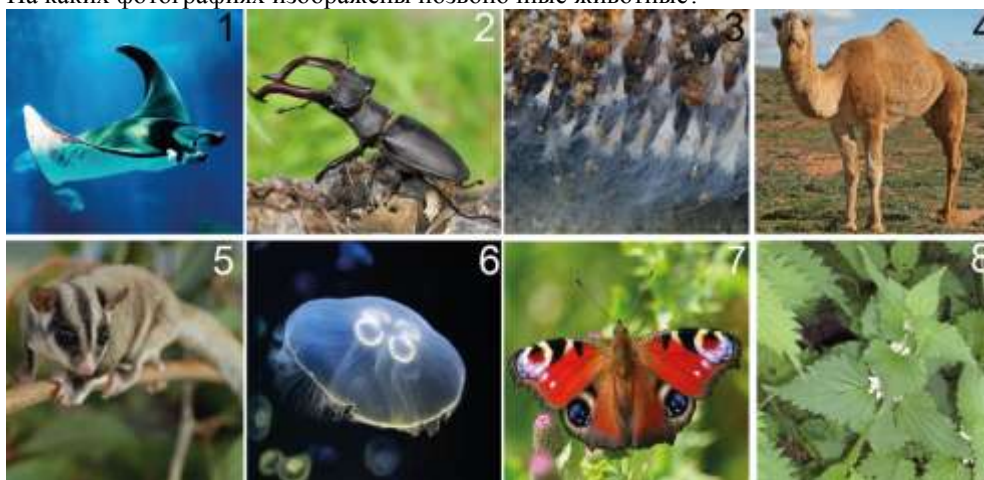 На каких фотографиях изображены позвоночные животные?
1 2 3 4
5 6 7 8